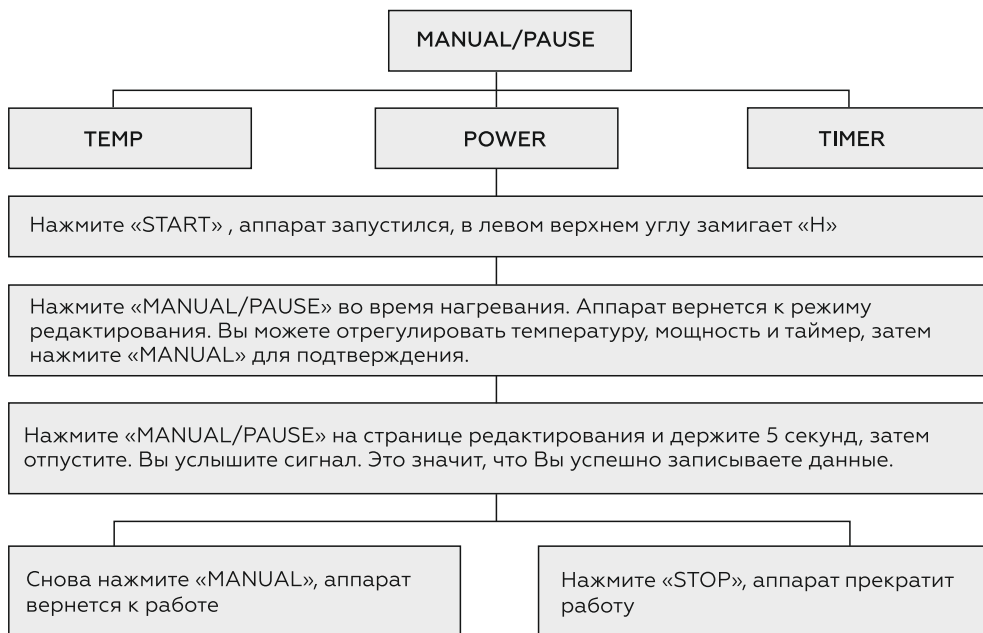 MANUAL/PAUSE
TEMP
POWER
TIMER
Нажмите «START» , аппарат запустился, в левом верхнем углу замигает «Н»
Нажмите «MANUAL/PAUSE» во время нагревания. Аппарат вернется к режиму
редактирования. Вы можете отрегулировать температуру, мощность и таймер, затем
нажмите «MANUAL» для подтверждения.
Нажмите «MANUAL/PAUSE» на странице редактирования и держите 5 секунд, затем
отпустите. Вы услышите сигнал. Это значит, что Вы успешно записываете данные.
Снова нажмите «MANUAL», аппарат
вернется к работе
Нажмите «STOP», аппарат прекратит
работу